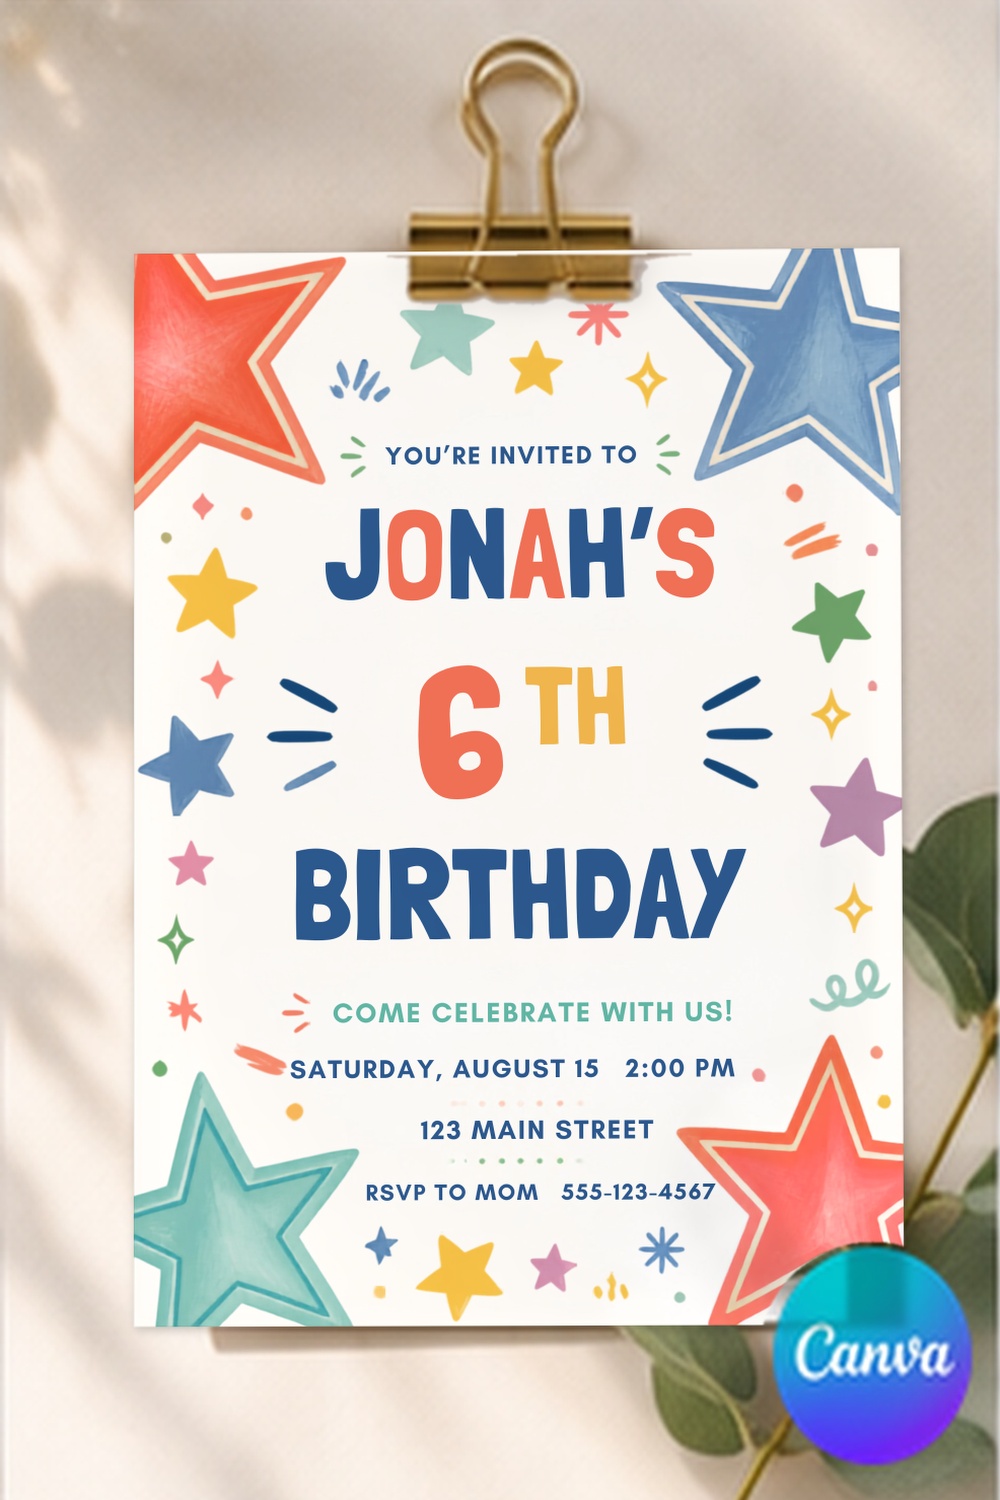 YOU'RE INVITED TO
JONAH'S
6TH
BIRTHDAY
COME CELEBRATE WITH US!
SATURDAY, AUGUST 15 2:00 PM
123 MAIN STREET
RSVP TO MOM 555-123-4567
Canva